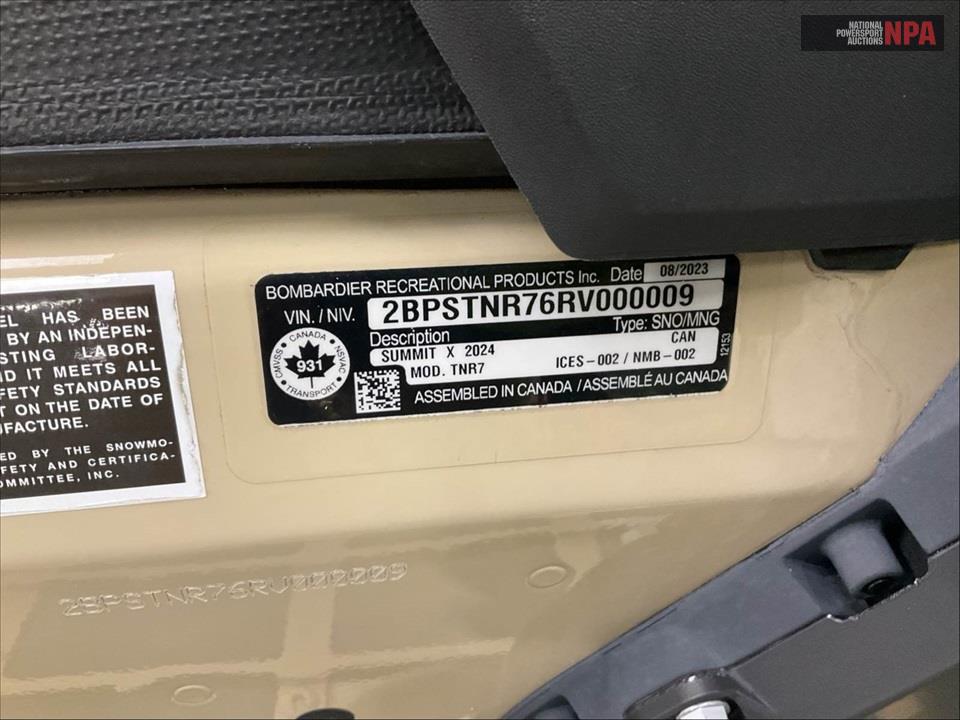 NATIONAL
POWERSPORT
AUCTIONS
NPA
BOMBARDIER RECREATIONAL PRODUCTS Inc. Date 08/2023
VIN. / NIV. 2BPSTNR76RV000009
Description Type: SNO/MNG
SUMMIT X 2024 CAN
MOD. TNR7 ICES-002 / NMB-002
12153
CANADA
CMVSS NSVAC
931
TRANSPORT
ASSEMBLED IN CANADA / ASSEMBLÉ AU CANADA
EL HAS BEEN
BY AN INDEPEN-
STING LABOR-
D IT MEETS ALL
FETY STANDARDS
T ON THE DATE OF
UFACTURE.
ED BY THE SNOWMO-
FETY AND CERTIFICA-
OMMITTEE, INC.
2BPSTNR76RV000009